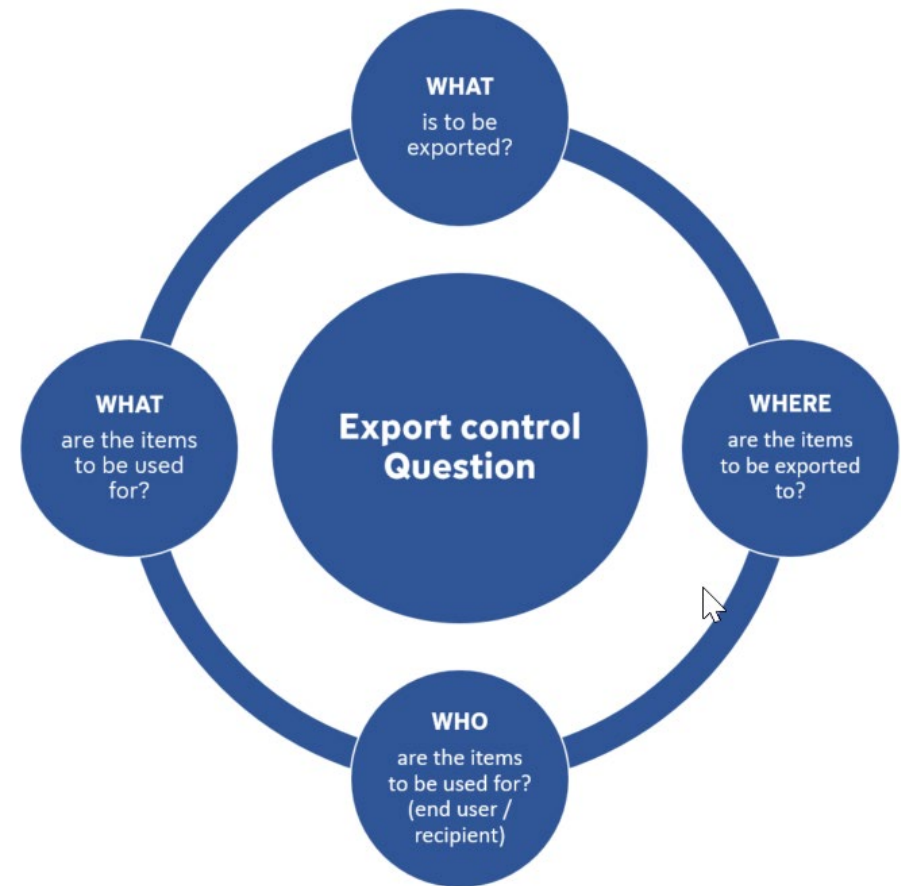 WHAT
is to be
exported?
WHAT
are the items
to be used
for?
Export control
Question
WHERE
are the items
to be exported
to?
WHO
are the items
to be used for?
(end user /
recipient)